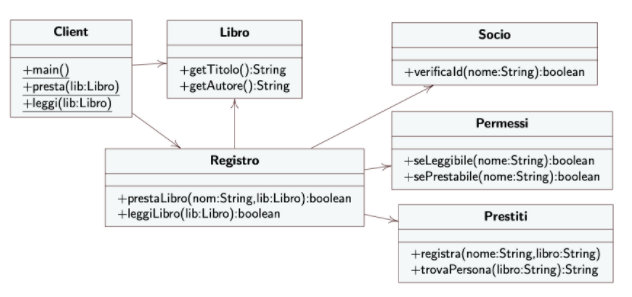 Client
+main()
+presta(lib:Libro)
+leggi(lib:Libro)
Libro
+getTitolo():String
+getAutore():String
Socio
+verificaId(nome:String):boolean
Permessi
+seLeggibile(nome:String):boolean
+sePrestabile(nome:String):boolean
Registro
+prestaLibro(nom:String,lib:Libro):boolean
+leggiLibro(lib:Libro):boolean
Prestiti
+registra(nome:String,libro:String)
+trovaPersona(libro:String):String